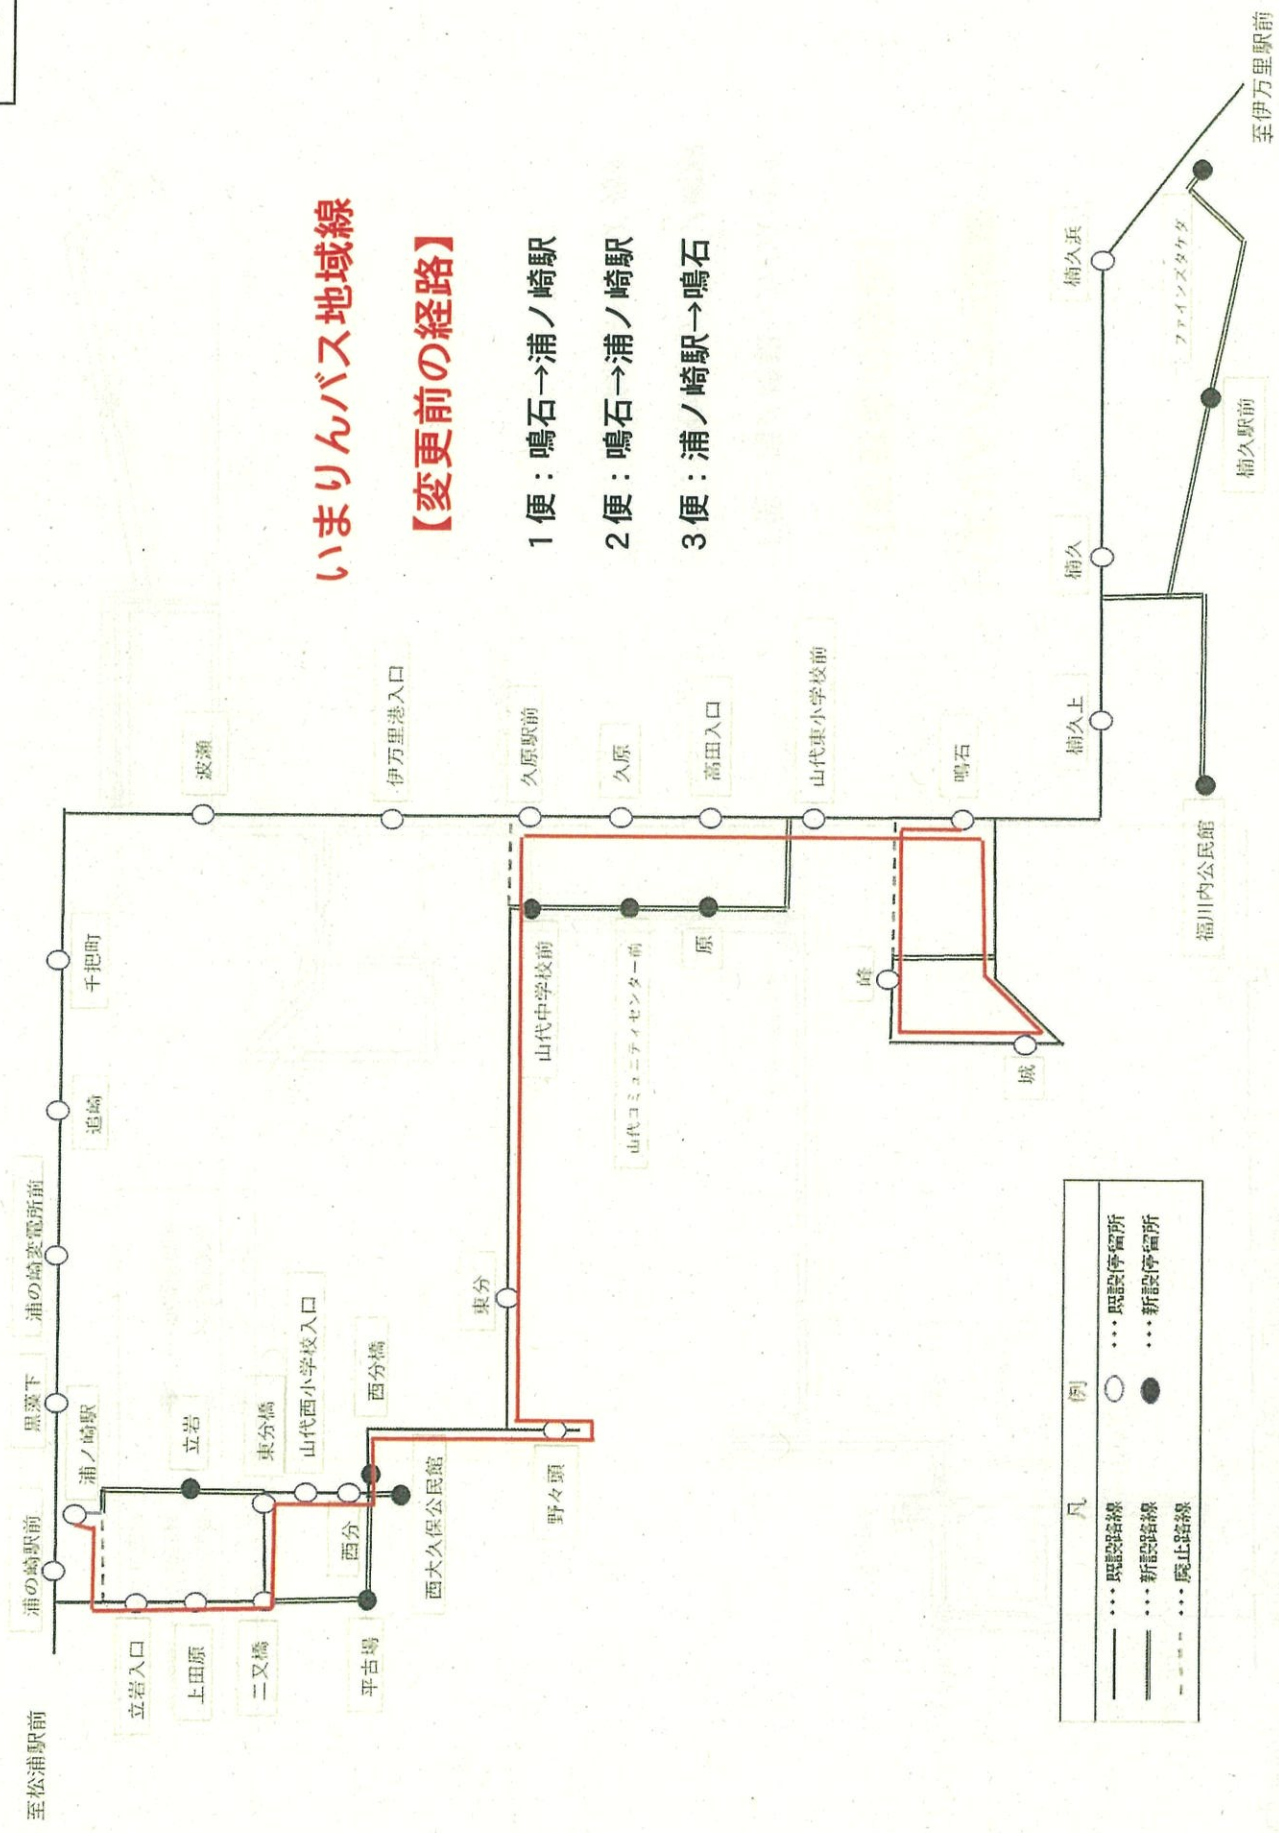 いまりんバス地域線
【変更前の経路】
1便：鳴石→浦ノ崎駅
2便：鳴石→浦ノ崎駅
3便：浦ノ崎駅→鳴石
至松浦駅前
浦の崎駅前
黒藻下
浦の崎変電所前
追崎
千把町
波瀬
伊万里港入口
久原駅前
久原
高田入口
山代東小学校前
鳴石
楠久上
楠久
楠久浜
至伊万里駅前
浦ノ崎駅
立岩
東分橋
山代西小学校入口
西分橋
立岩入口
上田原
二又橋
平古場
西分
西大久保公民館
野々頭
東分
山代中学校前
山代コミュニティセンター前
原
峰
城
ファインズタケダ
楠久駅前
福川内公民館
凡例
･･･既設路線
･･･既設停留所
･･･新設路線
･･･新設停留所
･･･廃止路線